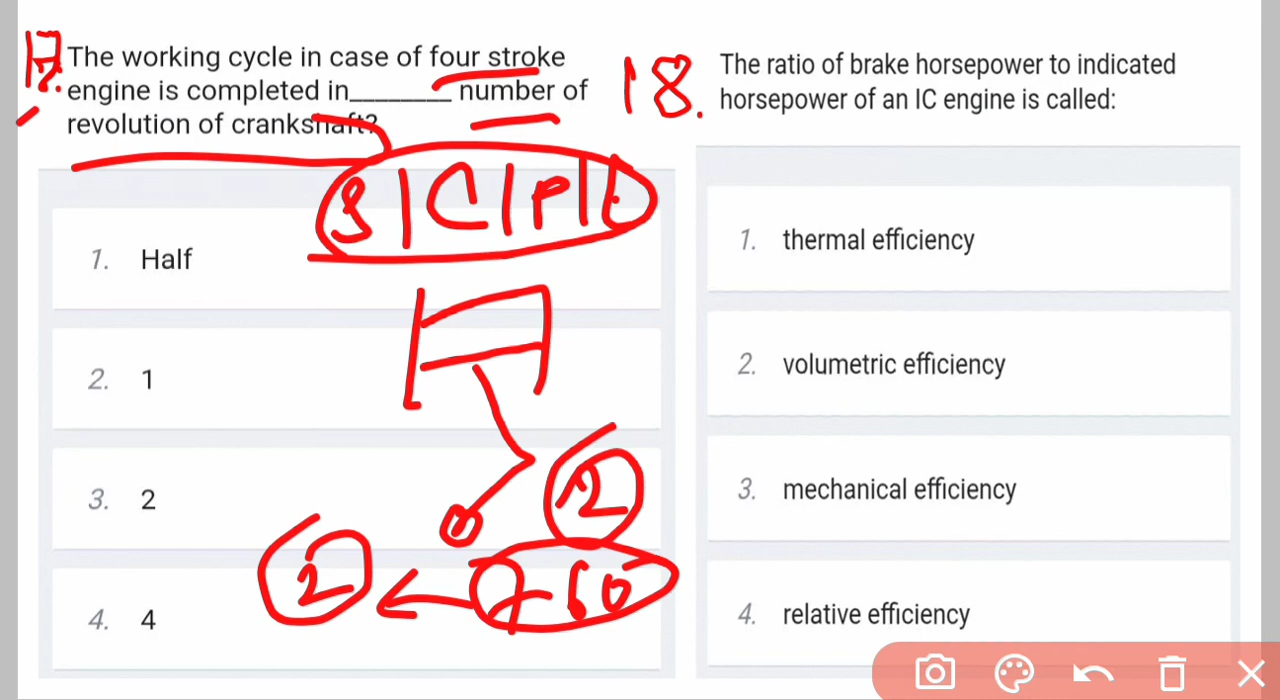 17.
The working cycle in case of four stroke
engine is completed in________ number of
revolution of crankshaft?
S|C|P|E
1. Half
2. 1
3. 2
4. 4
2
2
18.
The ratio of brake horsepower to indicated
horsepower of an IC engine is called:
1. thermal efficiency
2. volumetric efficiency
3. mechanical efficiency
4. relative efficiency